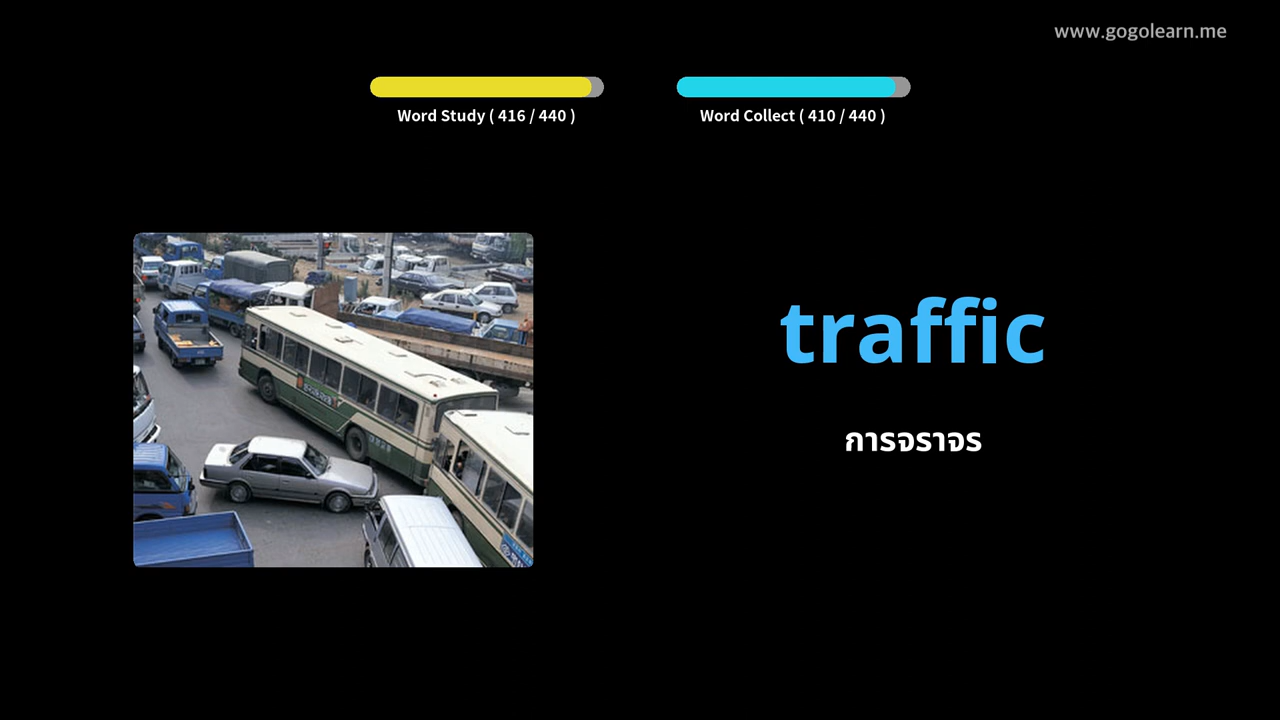 www.gogolearn.me
Word Study ( 416 / 440 )
Word Collect ( 410 / 440 )
traffic
การจราจร